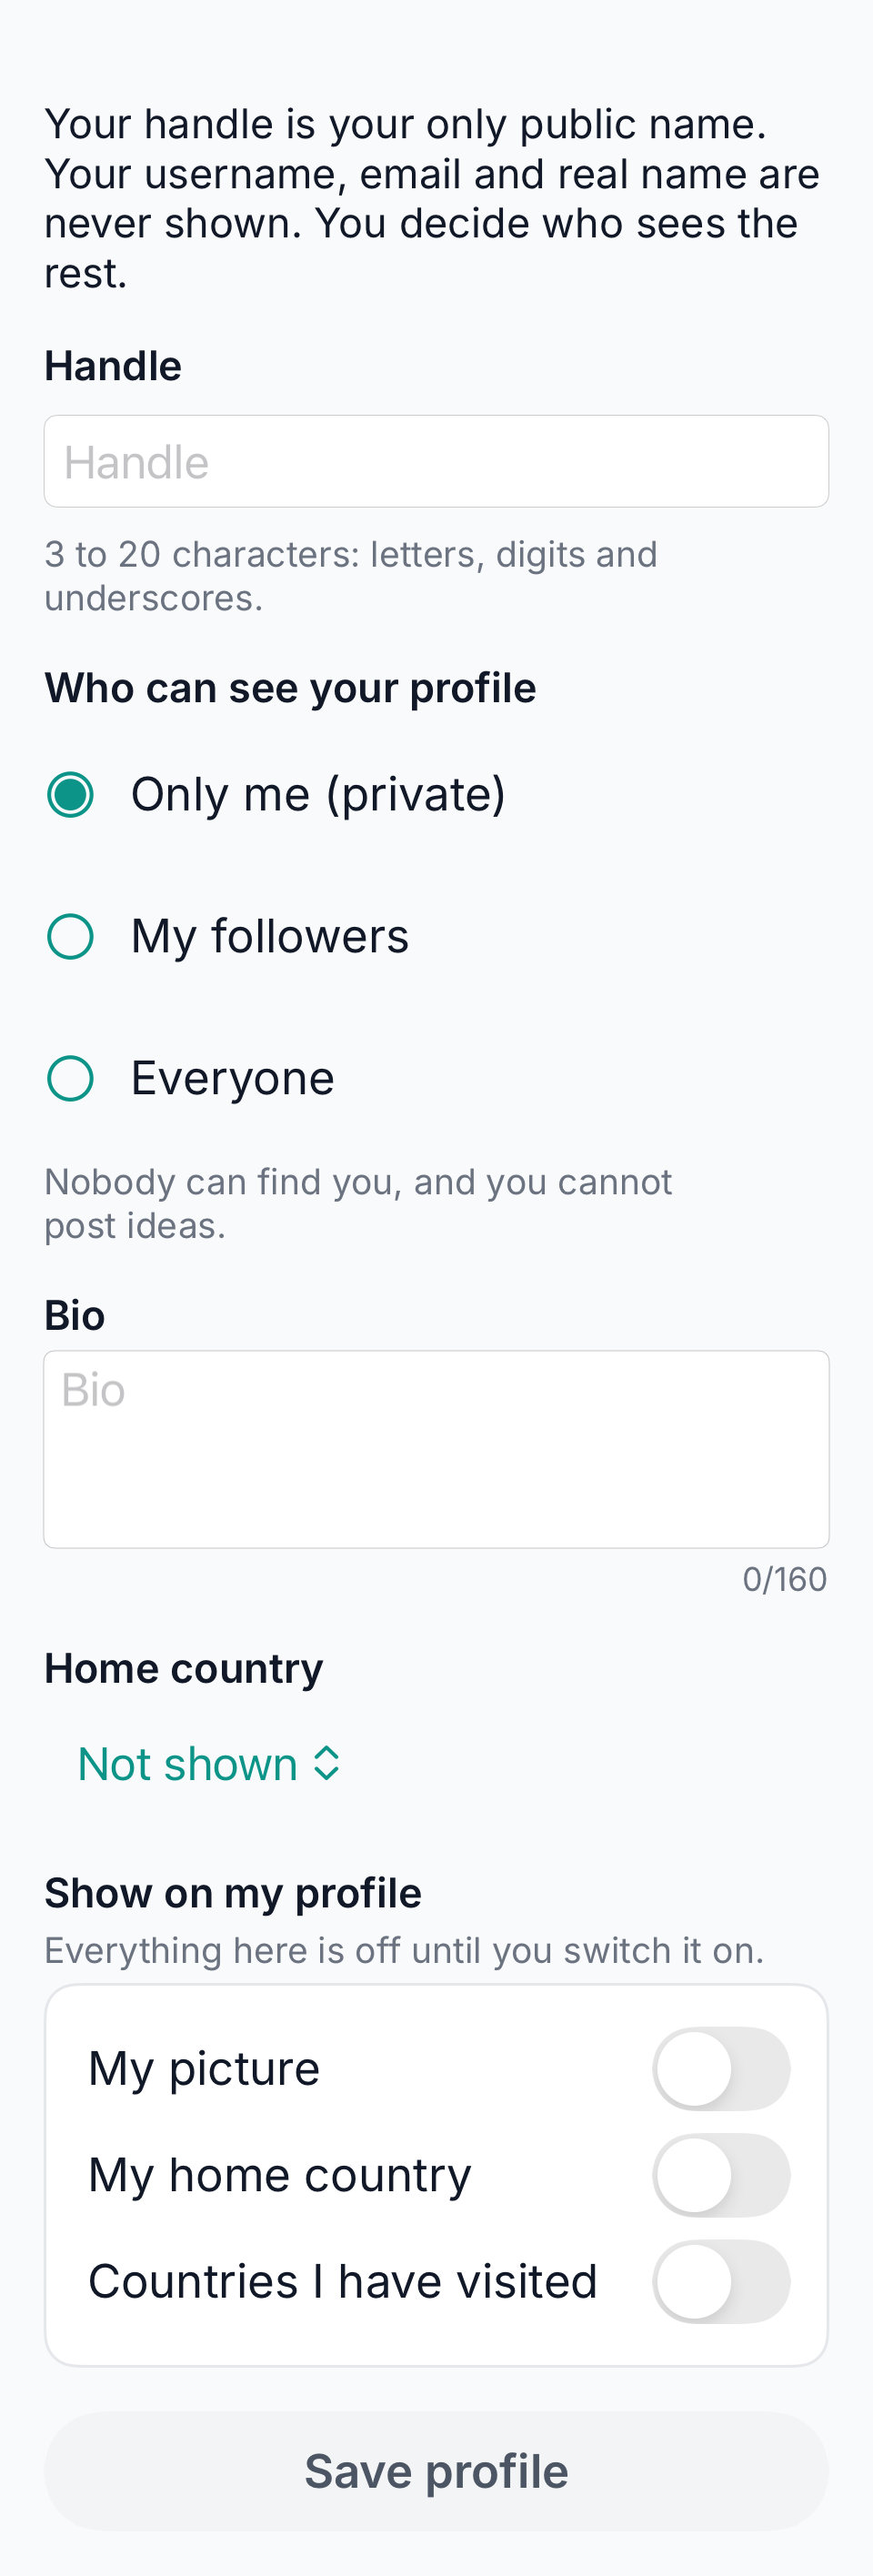 Your handle is your only public name.
Your username, email and real name are
never shown. You decide who sees the
rest.
Handle
Handle
3 to 20 characters: letters, digits and
underscores.
Who can see your profile
Only me (private)
My followers
Everyone
Nobody can find you, and you cannot
post ideas.
Bio
Bio
0/160
Home country
Not shown
Show on my profile
Everything here is off until you switch it on.
My picture
My home country
Countries I have visited
Save profile